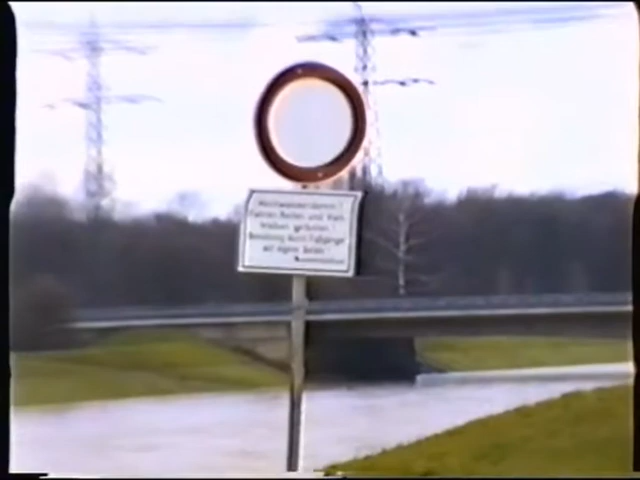 Hochwasserdamm!
Fahren, Reiten und Vieh-
treiben verboten!
Benutzung durch Fußgänger
auf eigene Gefahr.